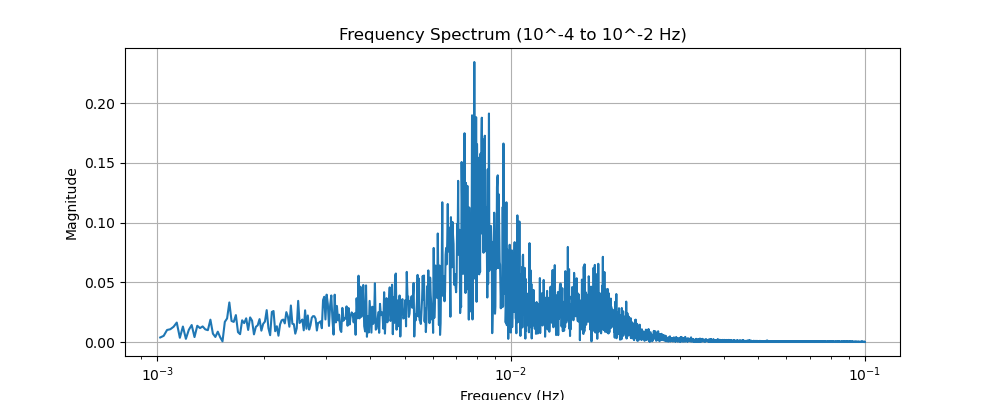 Frequency Spectrum (10^-4 to 10^-2 Hz)
Magnitude
0.20
0.15
0.10
0.05
0.00
10⁻³
10⁻²
10⁻¹
Frequency (Hz)